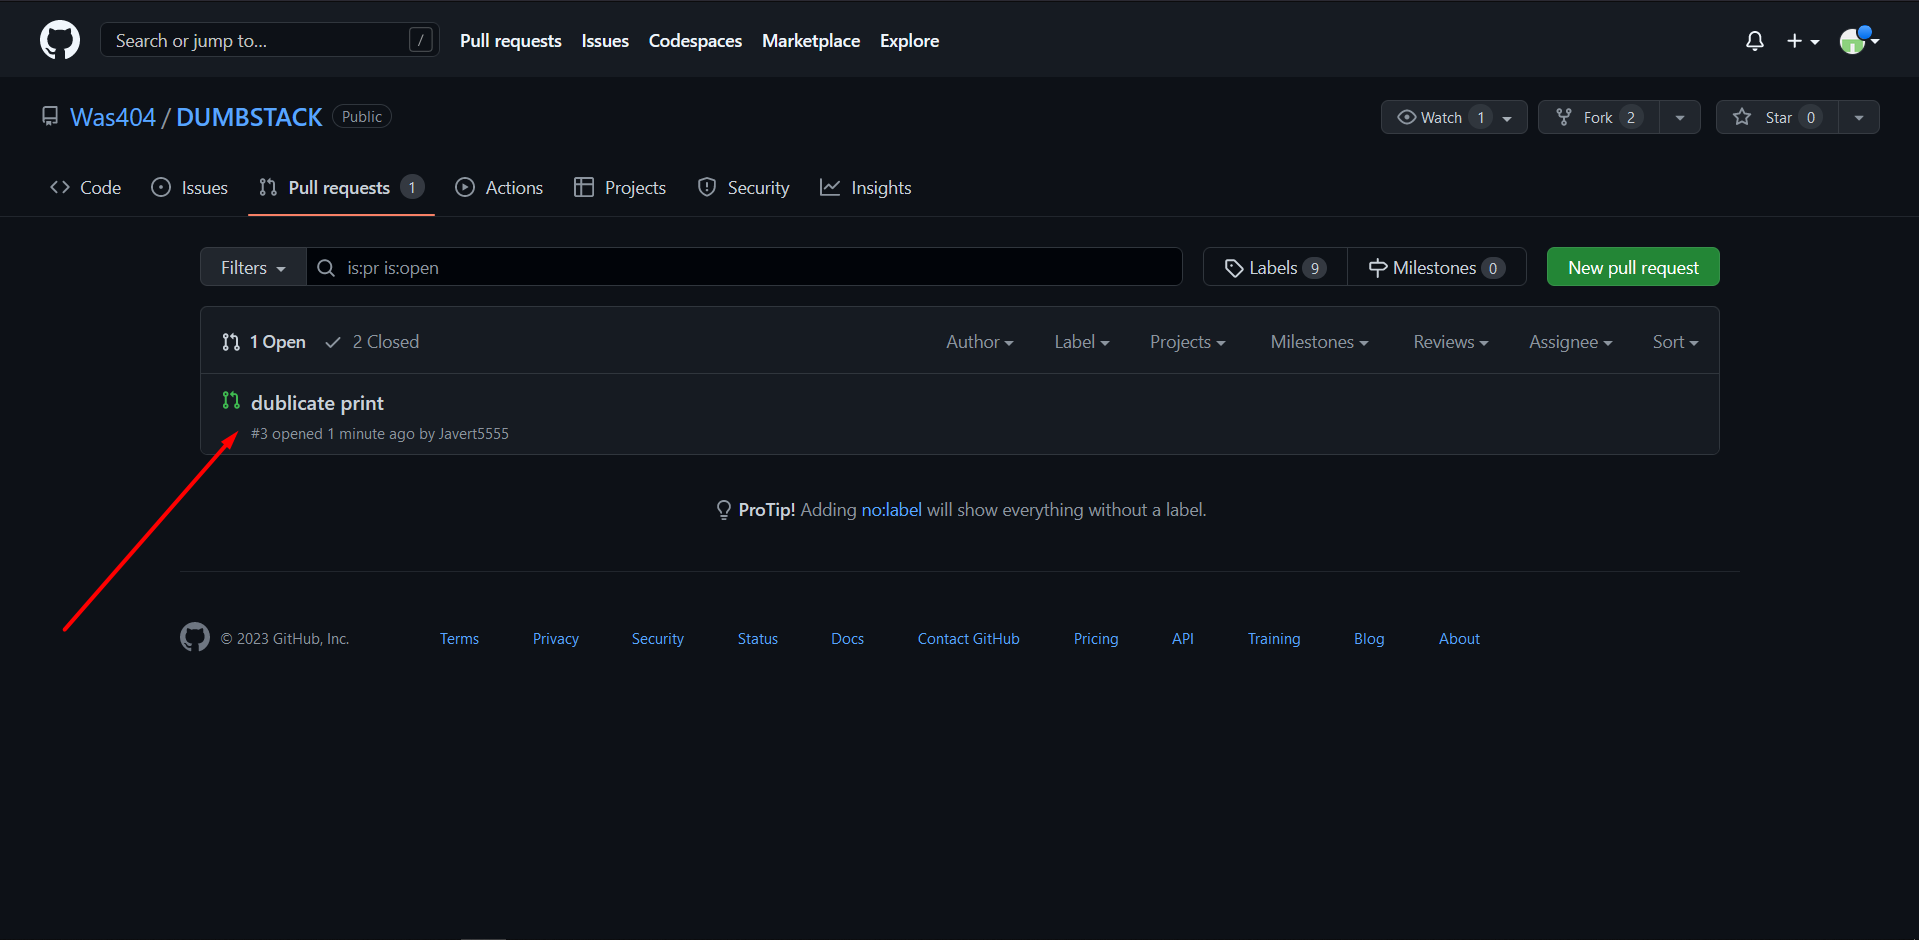 Search or jump to... / Pull requests Issues Codespaces Marketplace Explore
Was404 / DUMBSTACK Public Watch 1 Fork 2 Star 0
Code Issues Pull requests 1 Actions Projects Security Insights
Filters is:pr is:open Labels 9 Milestones 0 New pull request
1 Open 2 Closed Author Label Projects Milestones Reviews Assignee Sort
dublicate print
#3 opened 1 minute ago by Javert5555
ProTip! Adding no:label will show everything without a label.
© 2023 GitHub, Inc. Terms Privacy Security Status Docs Contact GitHub Pricing API Training Blog About